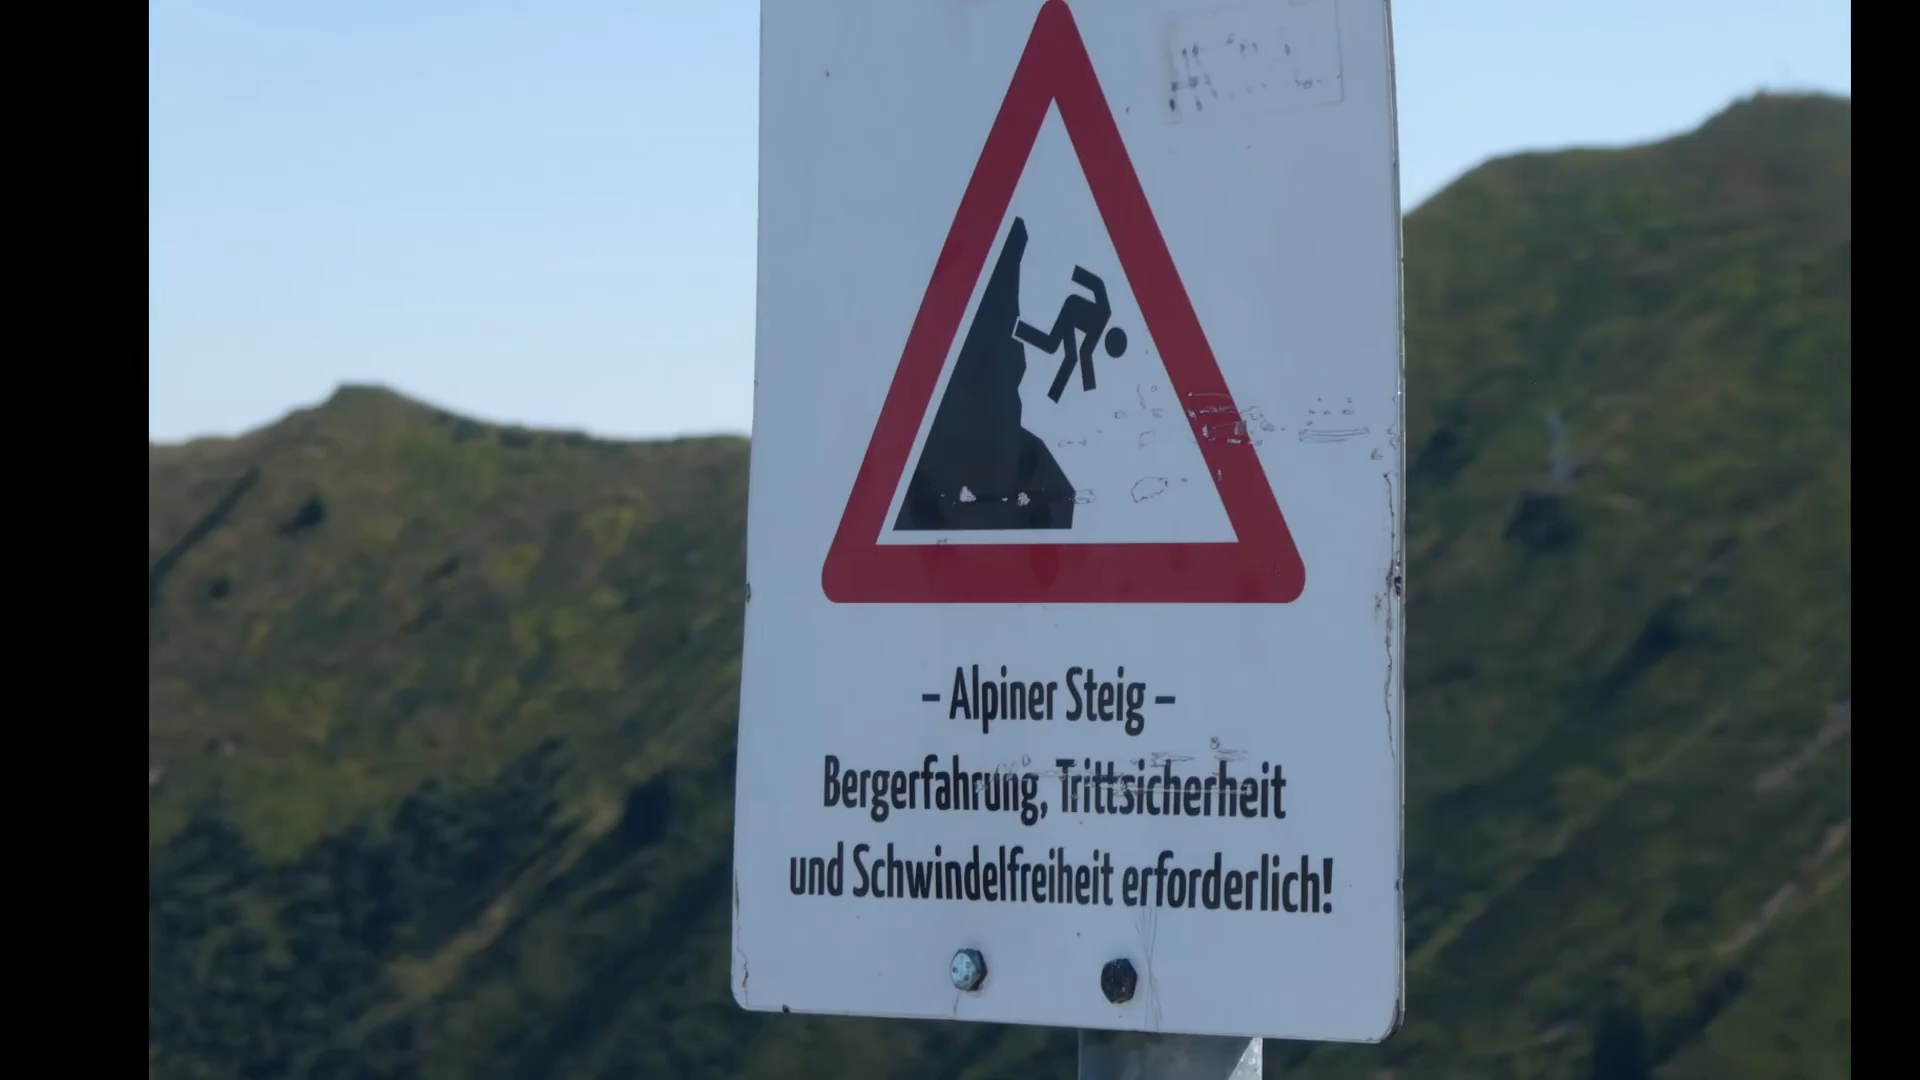 – Alpiner Steig –
Bergerfahrung, Trittsicherheit
und Schwindelfreiheit erforderlich!